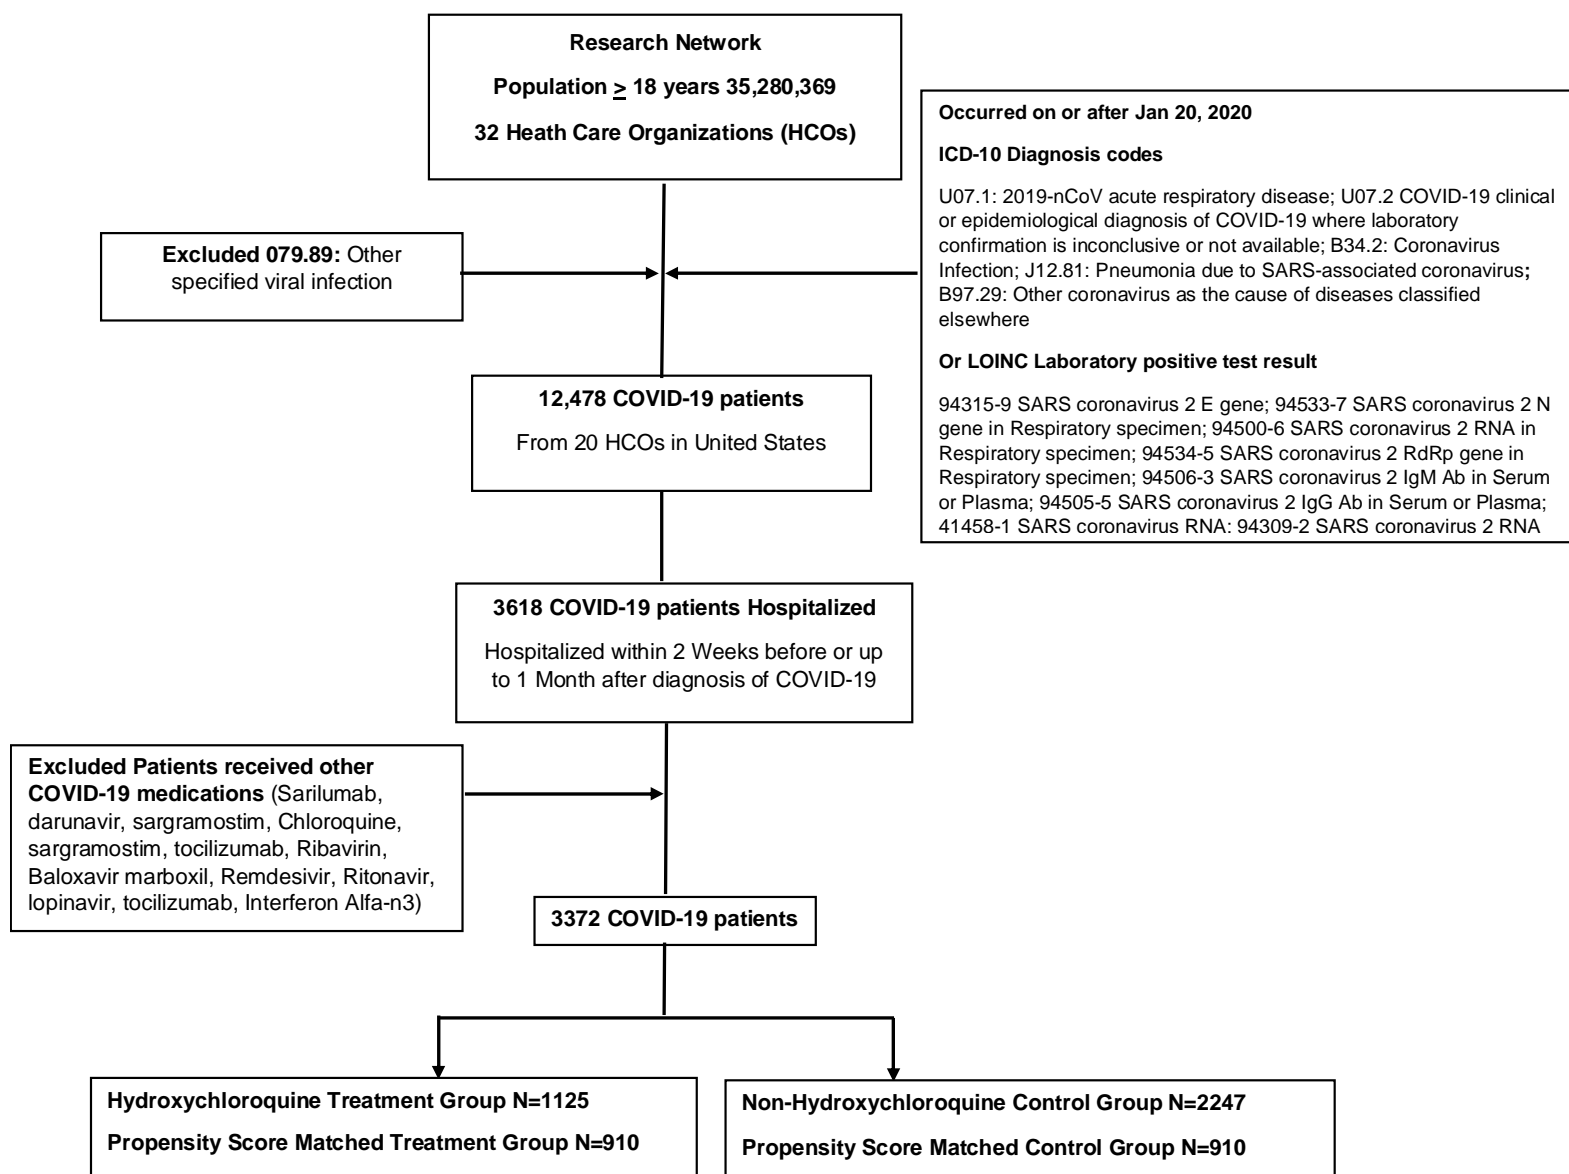 Research Network
Population ≥ 18 years 35,280,369
32 Heath Care Organizations (HCOs)
Occurred on or after Jan 20, 2020
ICD-10 Diagnosis codes
U07.1: 2019-nCoV acute respiratory disease; U07.2 COVID-19 clinical
or epidemiological diagnosis of COVID-19 where laboratory
confirmation is inconclusive or not available; B34.2: Coronavirus
Infection; J12.81: Pneumonia due to SARS-associated coronavirus;
B97.29: Other coronavirus as the cause of diseases classified
elsewhere
Or LOINC Laboratory positive test result
94315-9 SARS coronavirus 2 E gene; 94533-7 SARS coronavirus 2 N
gene in Respiratory specimen; 94500-6 SARS coronavirus 2 RNA in
Respiratory specimen; 94534-5 SARS coronavirus 2 RdRp gene in
Respiratory specimen; 94506-3 SARS coronavirus 2 IgM Ab in Serum
or Plasma; 94505-5 SARS coronavirus 2 IgG Ab in Serum or Plasma;
41458-1 SARS coronavirus RNA: 94309-2 SARS coronavirus 2 RNA
Excluded 079.89: Other
specified viral infection
12,478 COVID-19 patients
From 20 HCOs in United States
3618 COVID-19 patients Hospitalized
Hospitalized within 2 Weeks before or up
to 1 Month after diagnosis of COVID-19
Excluded Patients received other
COVID-19 medications (Sarilumab,
darunavir, sargramostim, Chloroquine,
sargramostim, tocilizumab, Ribavirin,
Baloxavir marboxil, Remdesivir, Ritonavir,
lopinavir, tocilizumab, Interferon Alfa-n3)
3372 COVID-19 patients
Hydroxychloroquine Treatment Group N=1125
Propensity Score Matched Treatment Group N=910
Non-Hydroxychloroquine Control Group N=2247
Propensity Score Matched Control Group N=910